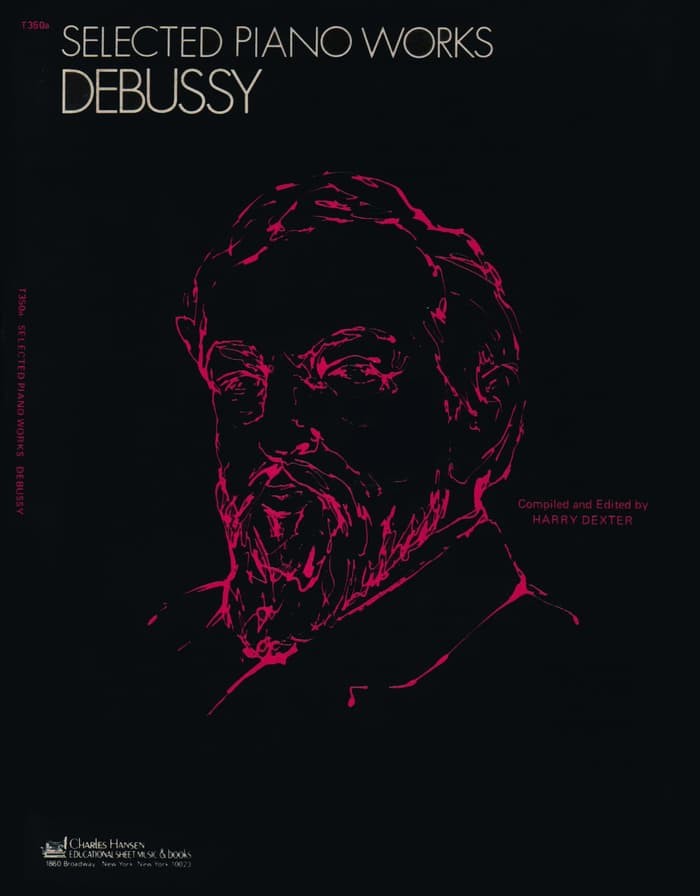 T350a
SELECTED PIANO WORKS
DEBUSSY
T350a SELECTED PIANO WORKS DEBUSSY
Compiled and Edited by
HARRY DEXTER
CHARLES HANSEN
EDUCATIONAL SHEET MUSIC & books
1860 Broadway New York New York 10023